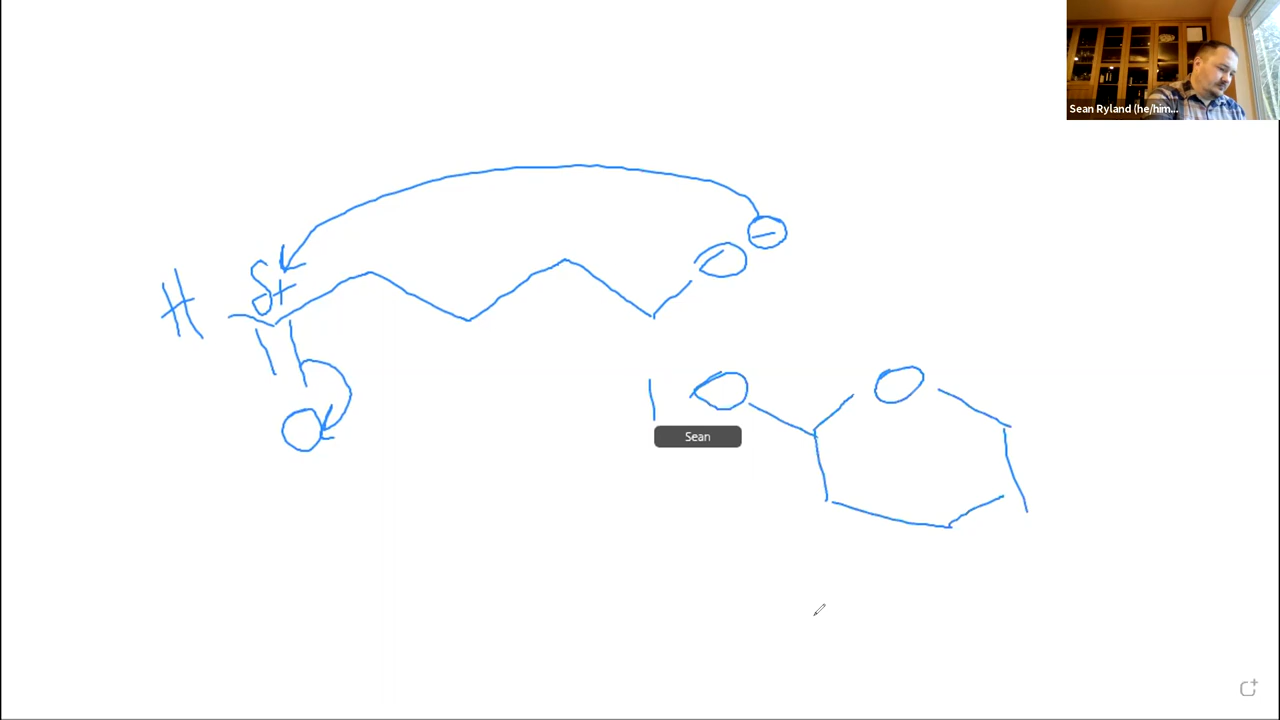 Sean Ryland (he/him...
H
δ+
O
−
O
O
O
Sean